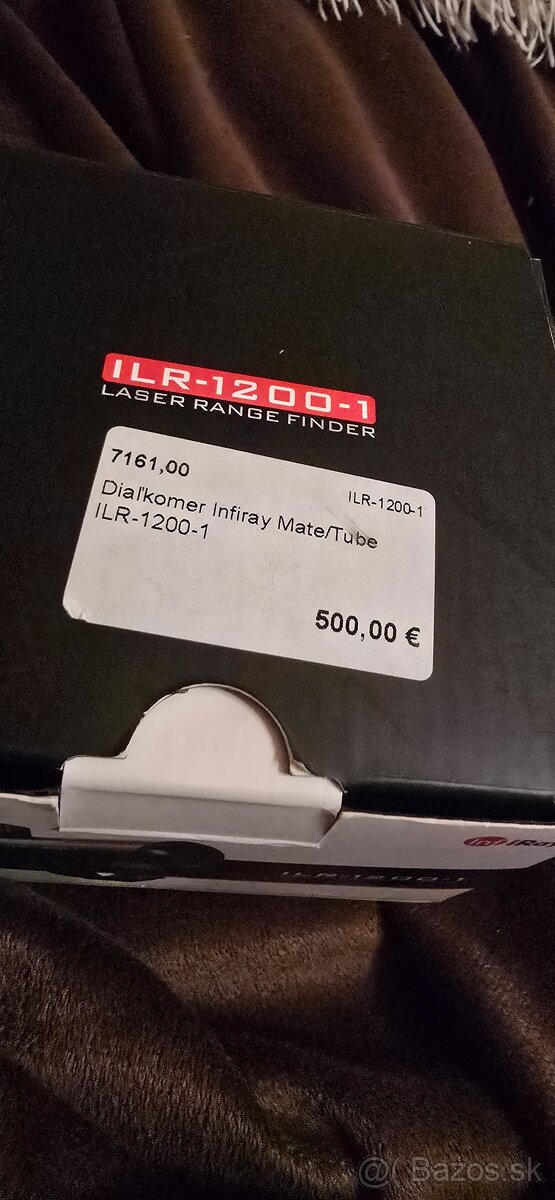 ILR-1200-1
LASER RANGE FINDER
7161,00
ILR-1200-1
Diaľkomer Infiray Mate/Tube
ILR-1200-1
500,00 €
ILR-1200-1
@( Bazos.sk